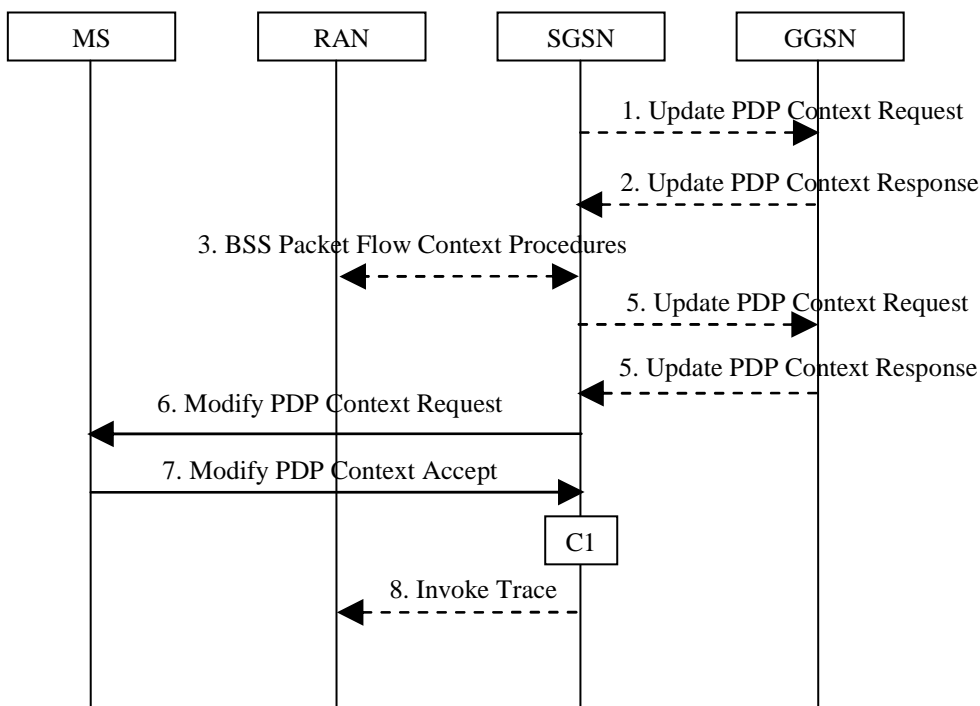 MS
RAN
SGSN
GGSN
1. Update PDP Context Request
2. Update PDP Context Response
3. BSS Packet Flow Context Procedures
5. Update PDP Context Request
5. Update PDP Context Response
6. Modify PDP Context Request
7. Modify PDP Context Accept
C1
8. Invoke Trace